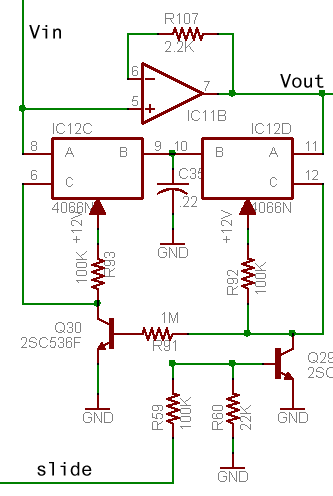 R107
Vin
2.2K
6
7
5
Vout
IC11B
IC12C
IC12D
8
A
B
9
10
B
A
11
6
C
C35
C
12
4066N
.22
4066N
+12V
+12V
GND
100K
R93
R92
100K
1M
Q30
2SC536F
R91
Q29
2SC
GND
R59
100K
R60
22K
GND
slide
GND